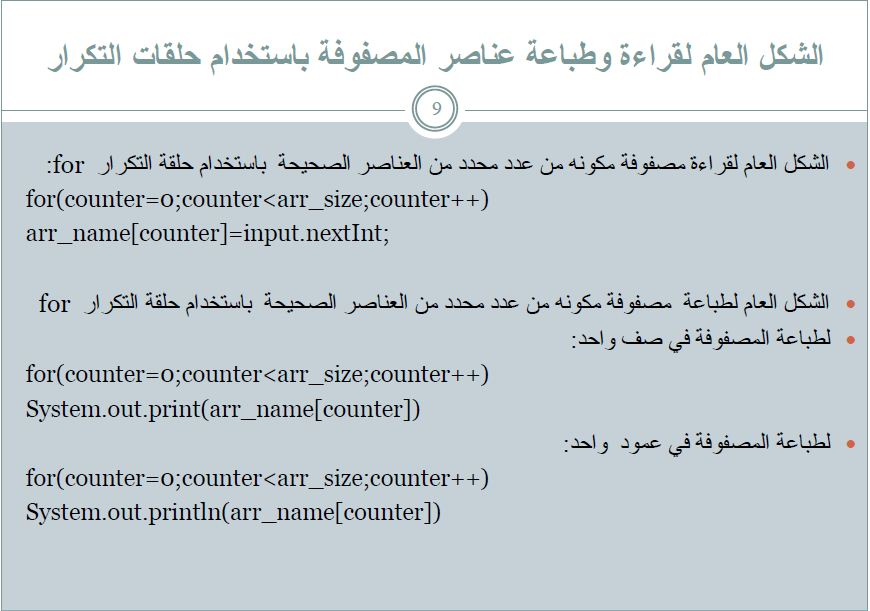 الشكل العام لقراءة وطباعة عناصر المصفوفة باستخدام حلقات التكرار
9
الشكل العام لقراءة مصفوفة مكونه من عدد محدد من العناصر الصحيحة باستخدام حلقة التكرار for:
for(counter=0;counter<arr_size;counter++)
arr_name[counter]=input.nextInt;
الشكل العام لطباعة مصفوفة مكونه من عدد محدد من العناصر الصحيحة باستخدام حلقة التكرار for
لطباعة المصفوفة في صف واحد:
for(counter=0;counter<arr_size;counter++)
System.out.print(arr_name[counter])
لطباعة المصفوفة في عمود واحد:
for(counter=0;counter<arr_size;counter++)
System.out.println(arr_name[counter])